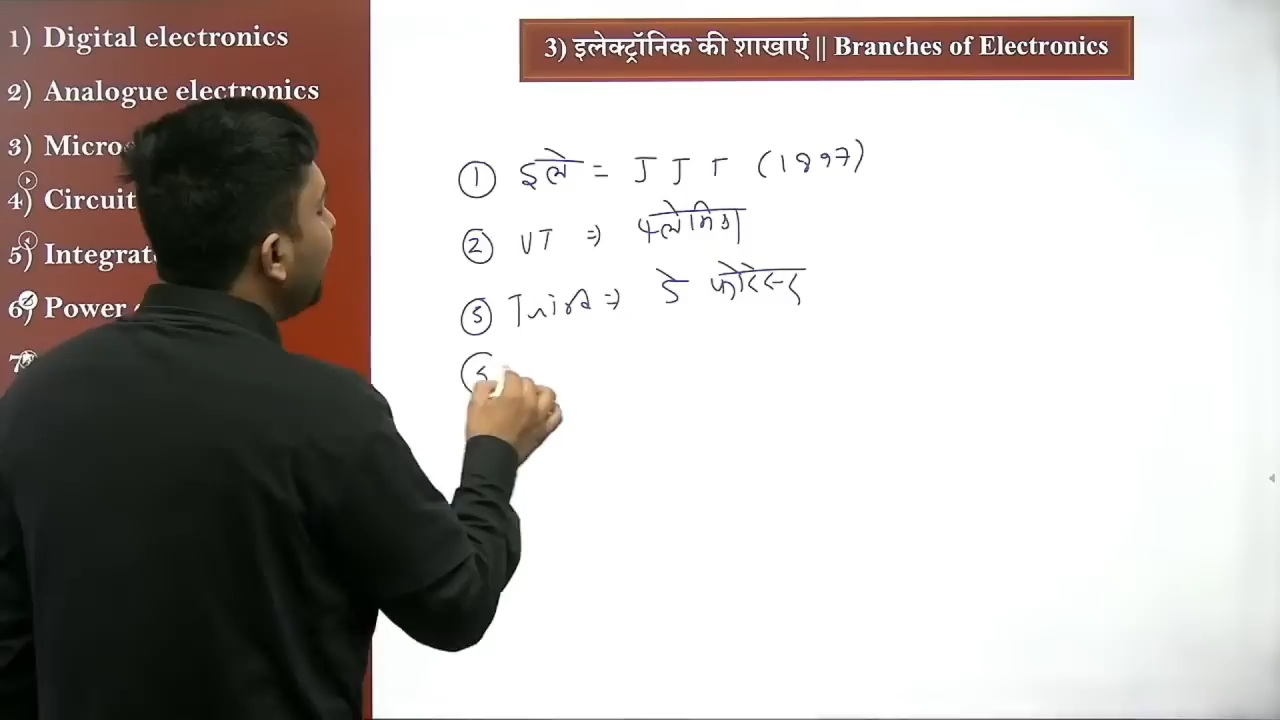 1) Digital electronics
2) Analogue electronics
3) Micro
4) Circuit
5) Integrat
6) Power
7)
3) इलेक्ट्रॉनिक की शाखाएं || Branches of Electronics
① इले = J J T (1897)
② VT ⇒ फ्लेमिंग
③ ⇒ डे फोरेस्ट